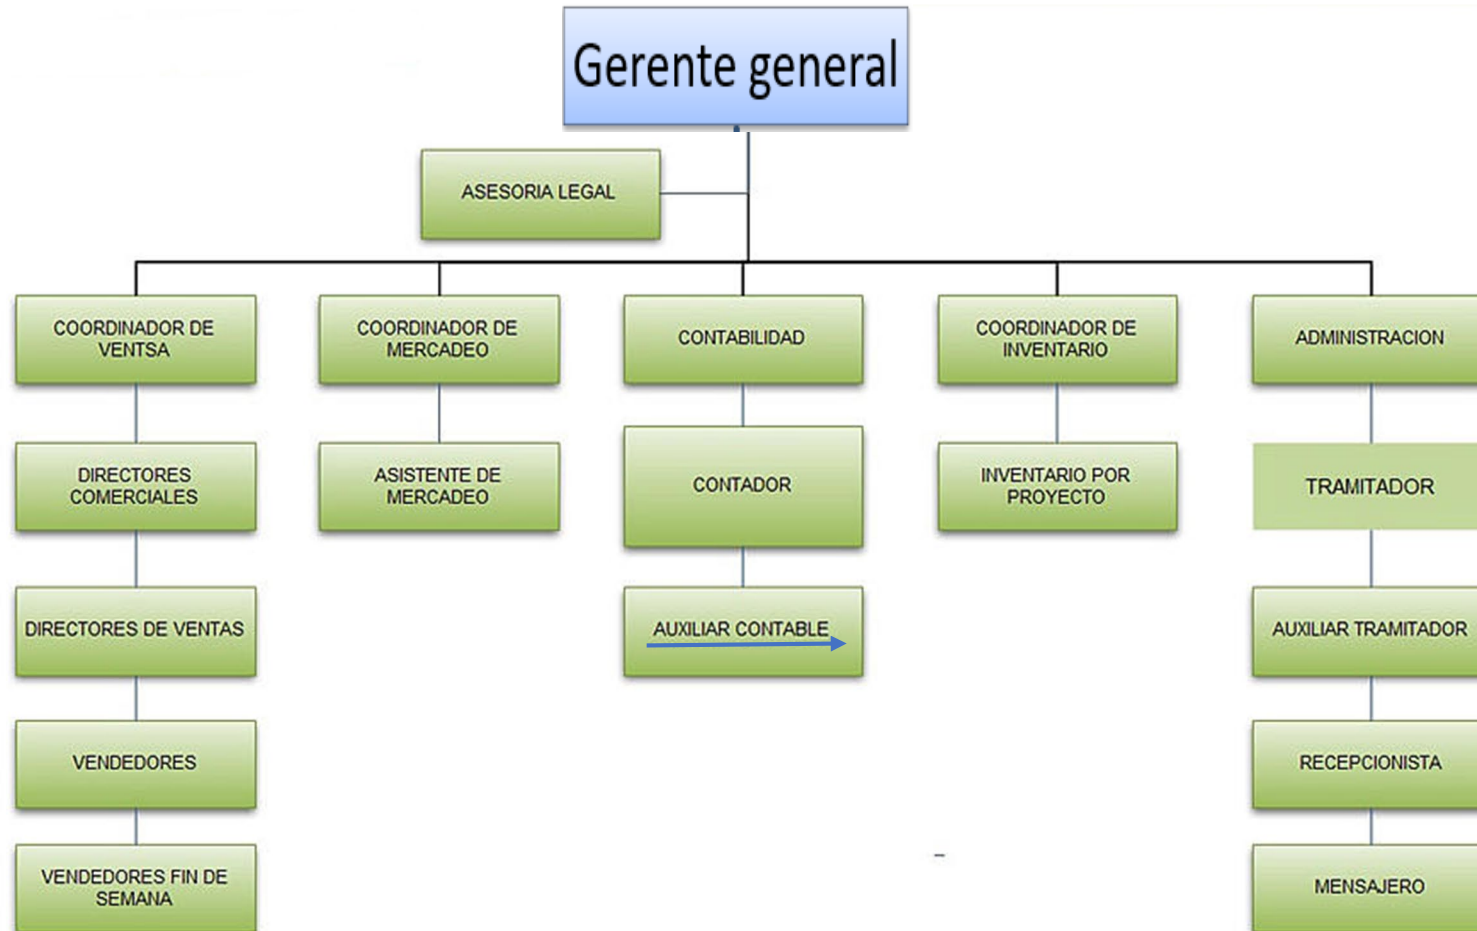 Gerente general
ASESORIA LEGAL
COORDINADOR DE
VENTSA
COORDINADOR DE
MERCADEO
CONTABILIDAD
COORDINADOR DE
INVENTARIO
ADMINISTRACION
DIRECTORES
COMERCIALES
ASISTENTE DE
MERCADEO
CONTADOR
INVENTARIO POR
PROYECTO
TRAMITADOR
DIRECTORES DE VENTAS
AUXILIAR CONTABLE
AUXILIAR TRAMITADOR
VENDEDORES
RECEPCIONISTA
VENDEDORES FIN DE
SEMANA
MENSAJERO